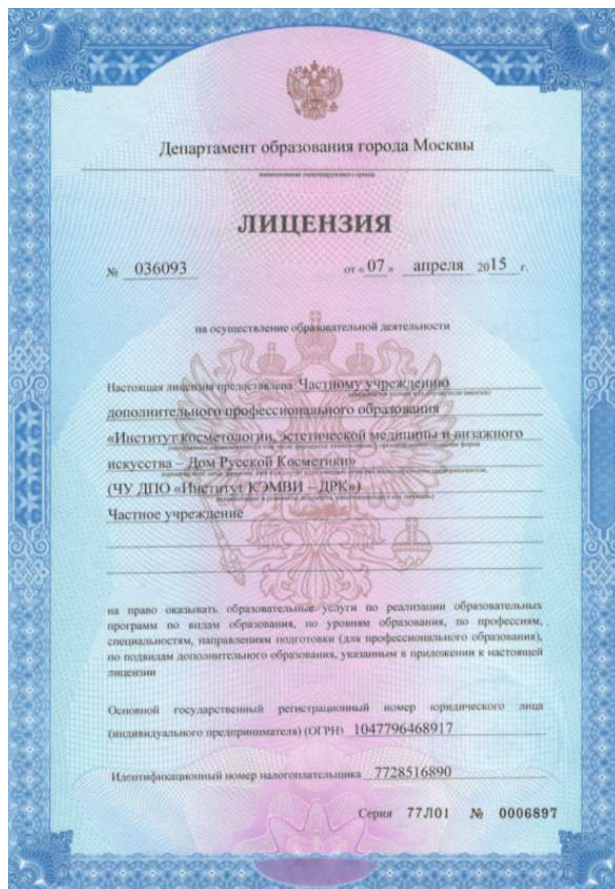 Департамент образования города Москвы
наименование лицензирующего органа
ЛИЦЕНЗИЯ
№ 036093 от « 07 » апреля 2015 г.
на осуществление образовательной деятельности
Настоящая лицензия предоставлена Частному учреждению
дополнительного профессионального образования
«Институт косметологии, эстетической медицины и визажного
искусства – Дом Русской Косметики»
(ЧУ ДПО «Институт КЭМВИ – ДРК»)
Частное учреждение
на право оказывать образовательные услуги по реализации образовательных
программ по видам образования, по уровням образования, по профессиям,
специальностям, направлениям подготовки (для профессионального образования),
по подвидам дополнительного образования, указанным в приложении к настоящей
лицензии
Основной государственный регистрационный номер юридического лица
(индивидуального предпринимателя) (ОГРН) 1047796468917
Идентификационный номер налогоплательщика 7728516890
Серия 77Л01 № 0006897